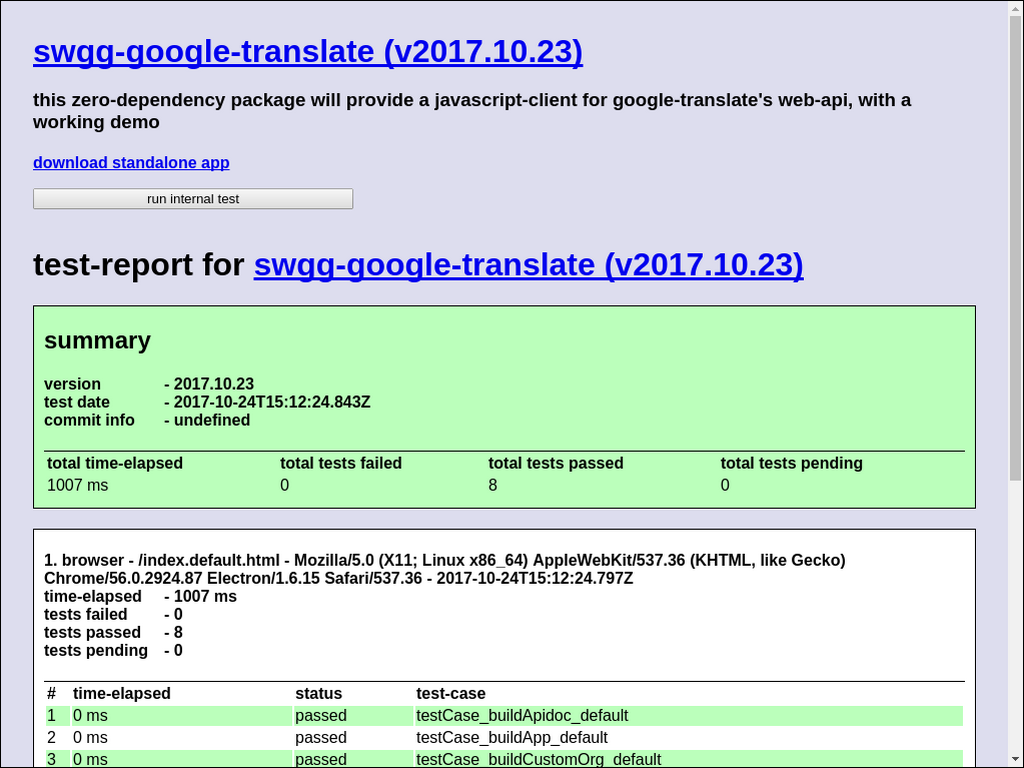 swgg-google-translate (v2017.10.23)
this zero-dependency package will provide a javascript-client for google-translate's web-api, with a
working demo
download standalone app
run internal test
test-report for swgg-google-translate (v2017.10.23)
summary
version - 2017.10.23
test date - 2017-10-24T15:12:24.843Z
commit info - undefined
total time-elapsed total tests failed total tests passed total tests pending
1007 ms 0 8 0
1. browser - /index.default.html - Mozilla/5.0 (X11; Linux x86_64) AppleWebKit/537.36 (KHTML, like Gecko)
Chrome/56.0.2924.87 Electron/1.6.15 Safari/537.36 - 2017-10-24T15:12:24.797Z
time-elapsed - 1007 ms
tests failed - 0
tests passed - 8
tests pending - 0
# time-elapsed status test-case
1 0 ms passed testCase_buildApidoc_default
2 0 ms passed testCase_buildApp_default
3 0 ms passed testCase_buildCustomOrg_default